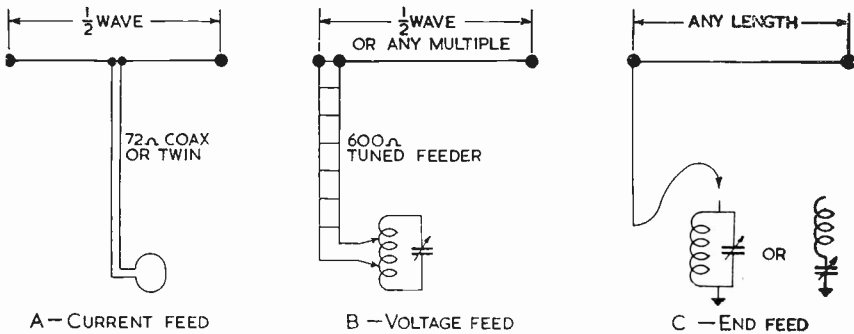 ½ WAVE
72Ω COAX
OR TWIN
A – CURRENT FEED
½ WAVE
OR ANY MULTIPLE
600Ω
TUNED FEEDER
B – VOLTAGE FEED
ANY LENGTH
OR
C – END FEED